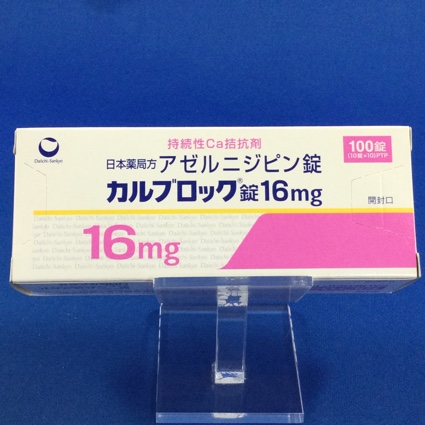 Daiichi-Sankyo
持続性Ca拮抗剤
日本薬局方 アゼルニジピン錠
カルブロック®錠16mg
100錠
(10錠×10)PTP
開封口
16mg